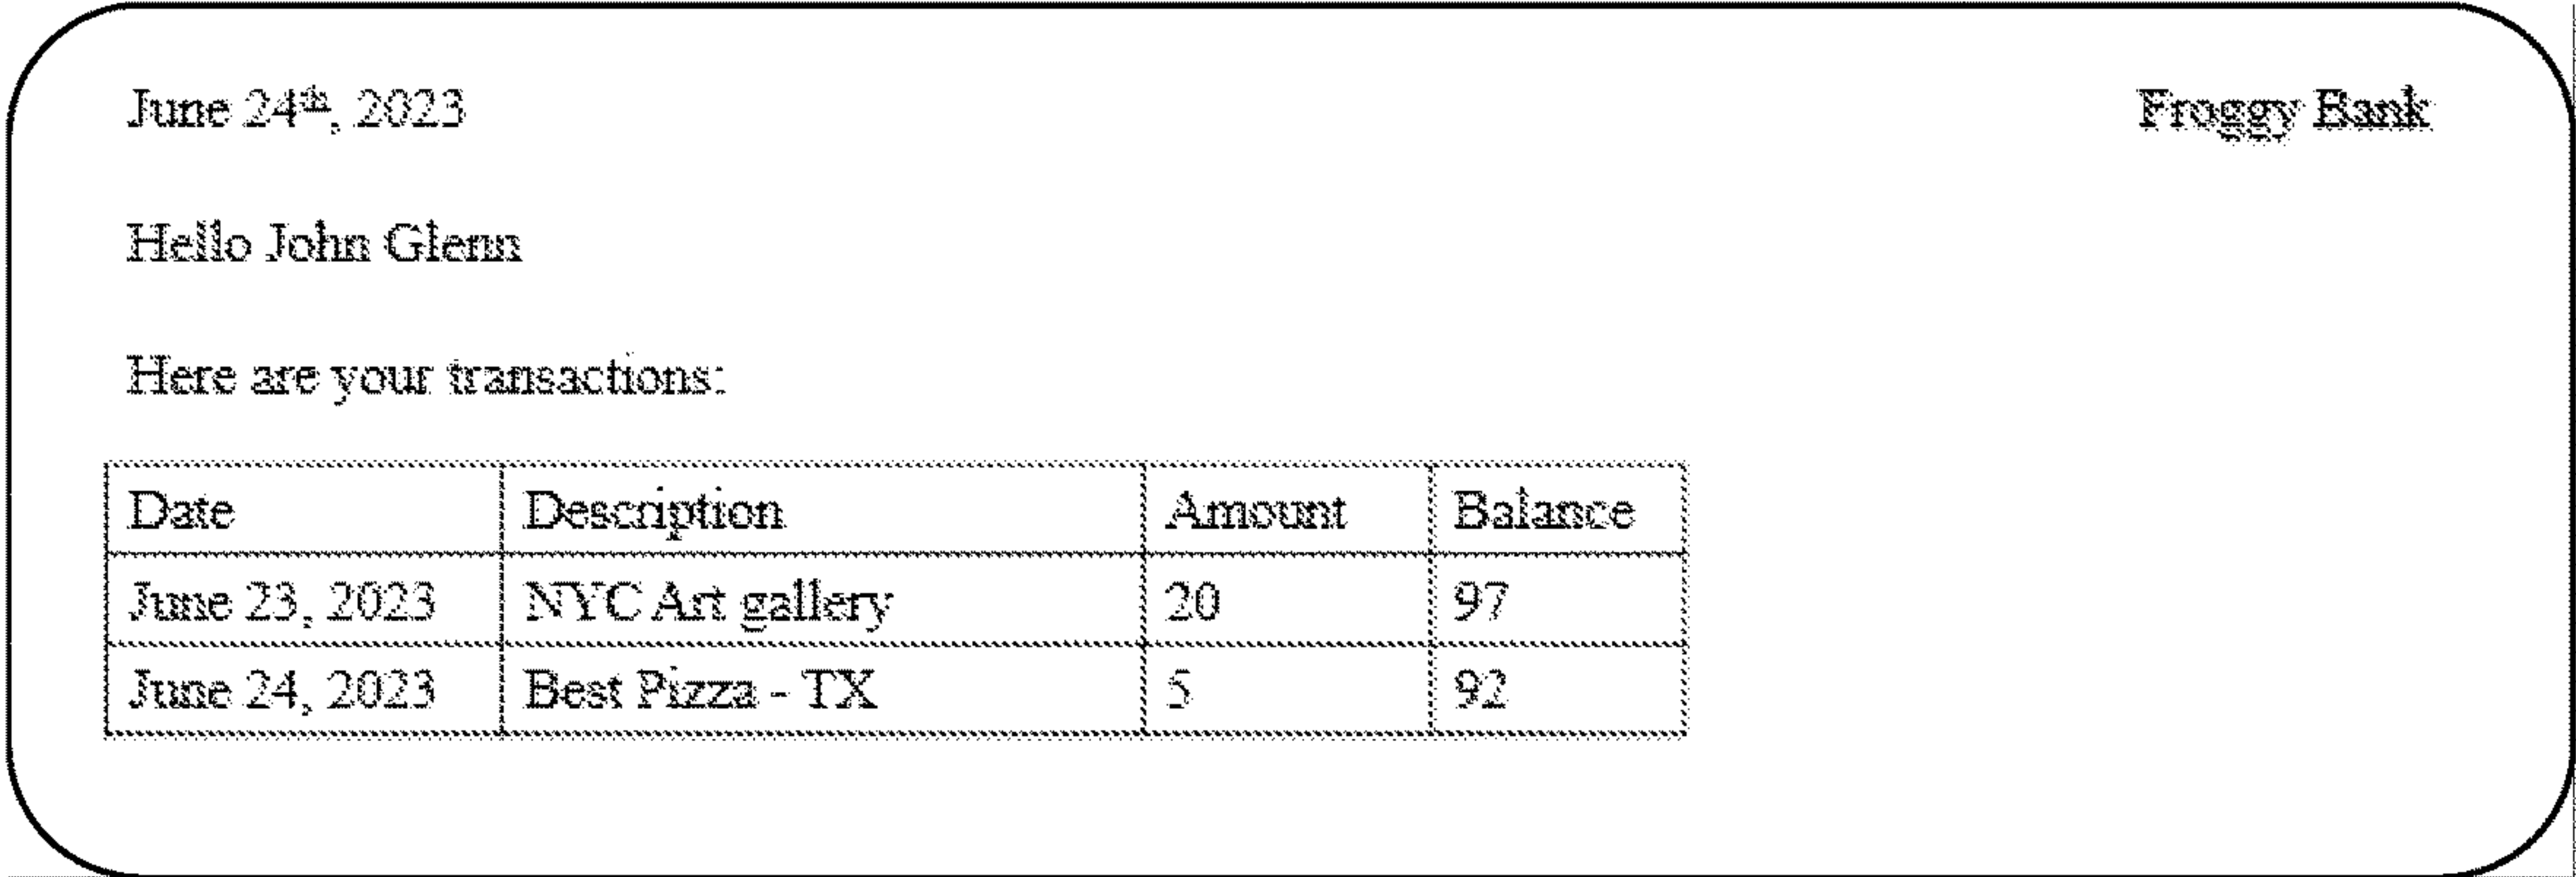 June 24th, 2023 Froggy Bank
Hello John Glenn
Here are your transactions:
Date Description Amount Balance
June 23, 2023 NYC Art gallery 20 97
June 24, 2023 Best Pizza - TX 5 92